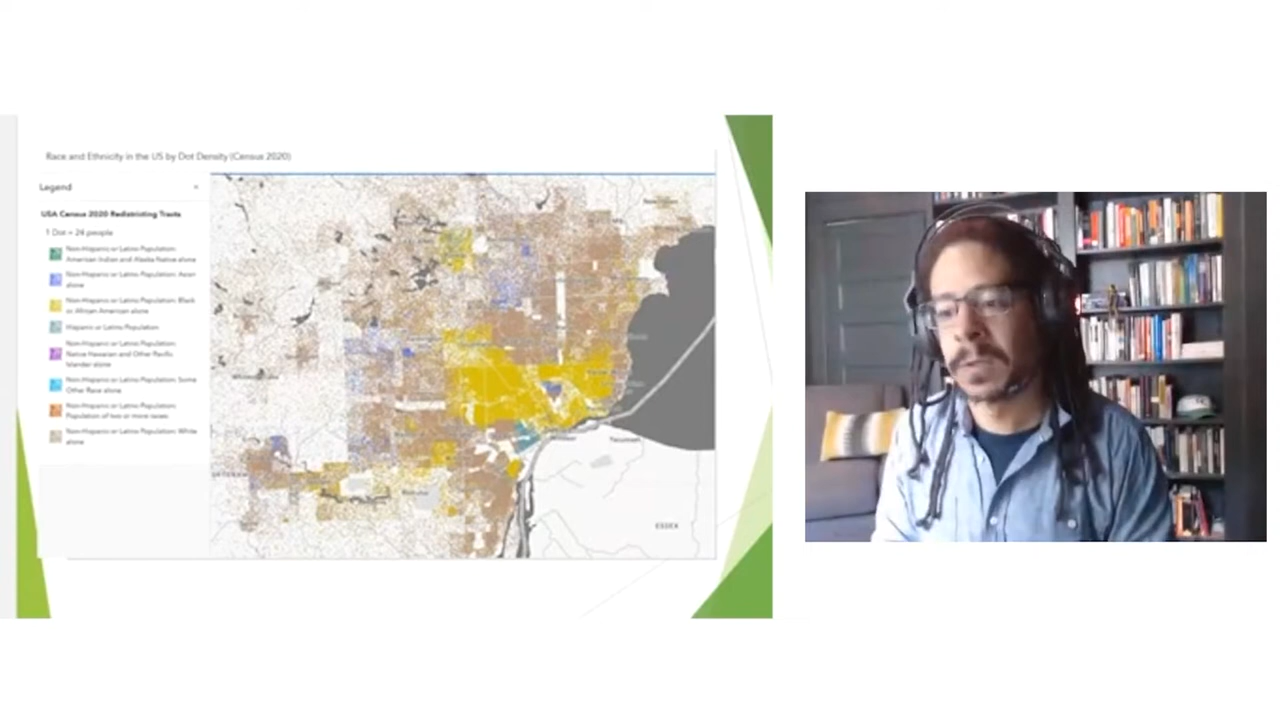 Race and Ethnicity in the US by Dot Density (Census 2020)
Legend
USA Census 2020 Redistricting Tracts
1 Dot = 24 people
Non-Hispanic or Latino Population:
American Indian and Alaska Native alone
Non-Hispanic or Latino Population: Asian
alone
Non-Hispanic or Latino Population: Black
or African American alone
Hispanic or Latino Population
Non-Hispanic or Latino Population:
Native Hawaiian and Other Pacific
Islander alone
Non-Hispanic or Latino Population: Some
Other Race alone
Non-Hispanic or Latino Population:
Population of two or more races
Non-Hispanic or Latino Population: White
alone
Tecumseh
ESSEX